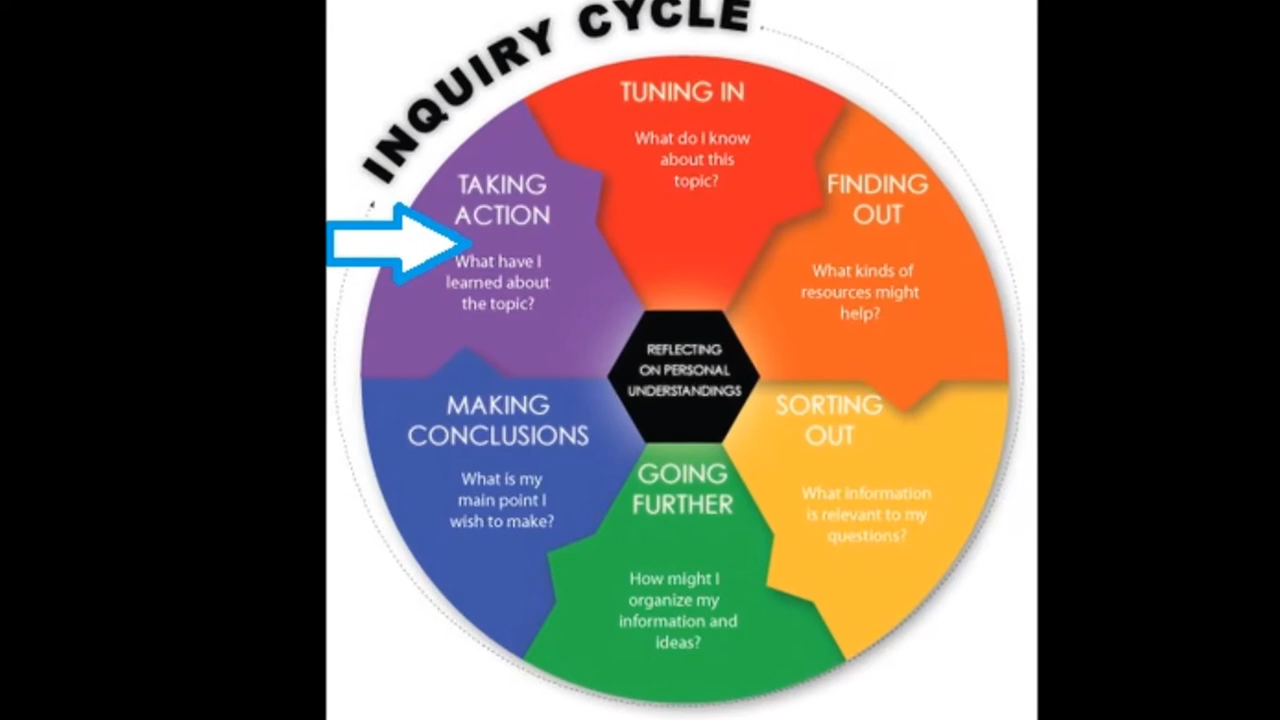 INQUIRY CYCLE
TUNING IN
What do I know
about this
topic?
FINDING
OUT
What kinds of
resources might
help?
SORTING
OUT
What information
is relevant to my
questions?
GOING
FURTHER
How might I
organize my
information and
ideas?
MAKING
CONCLUSIONS
What is my
main point I
wish to make?
TAKING
ACTION
What have I
learned about
the topic?
REFLECTING
ON PERSONAL
UNDERSTANDINGS